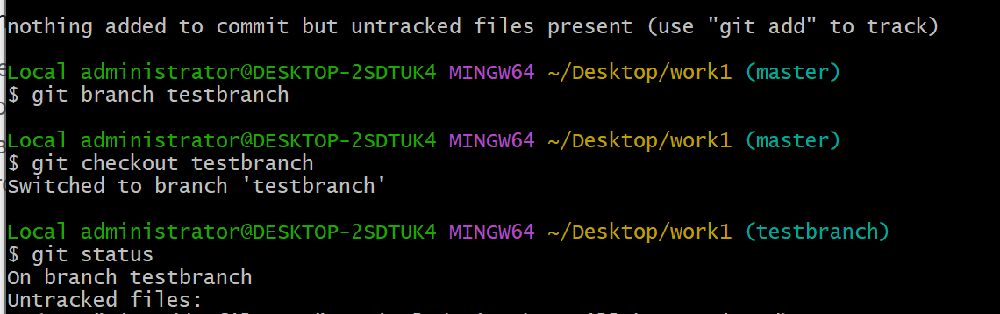 nothing added to commit but untracked files present (use "git add" to track)
Local administrator@DESKTOP-2SDTUK4 MINGW64 ~/Desktop/work1 (master)
$ git branch testbranch
Local administrator@DESKTOP-2SDTUK4 MINGW64 ~/Desktop/work1 (master)
$ git checkout testbranch
Switched to branch 'testbranch'
Local administrator@DESKTOP-2SDTUK4 MINGW64 ~/Desktop/work1 (testbranch)
$ git status
On branch testbranch
Untracked files: